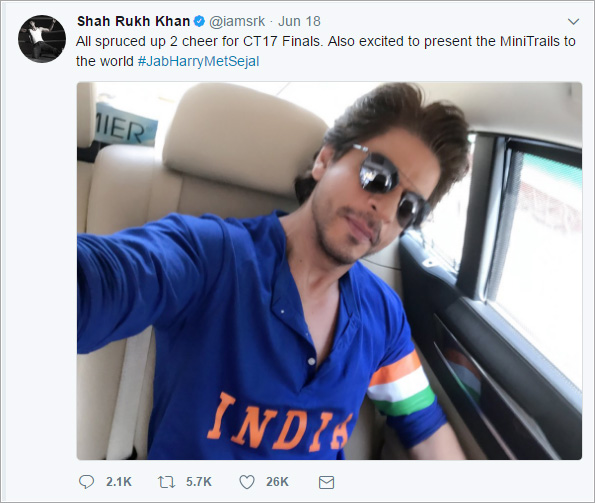 Shah Rukh Khan @iamsrk · Jun 18
All spruced up 2 cheer for CT17 Finals. Also excited to present the MiniTrails to
the world #JabHarryMetSejal
MIER
INDIA
2.1K 5.7K 26K